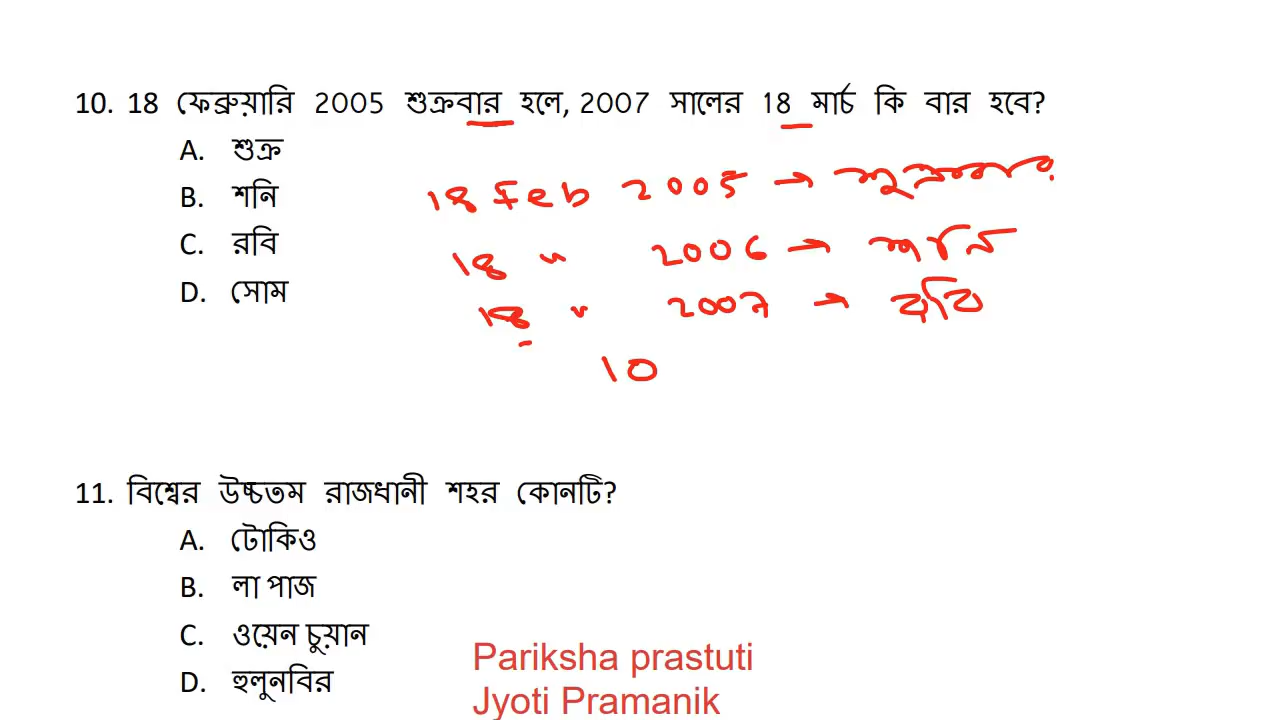 10. 18 ফেব্রুয়ারি 2005 শুক্রবার হলে, 2007 সালের 18 মার্চ কি বার হবে?
A. শুক্র
B. শনি
C. রবি
D. সোম
18 Feb 2005 → শুক্রবার
18 " 2006 → শনি
18 " 2007 → রবি
10
11. বিশ্বের উচ্চতম রাজধানী শহর কোনটি?
A. টোকিও
B. লা পাজ
C. ওয়েন চুয়ান
D. হুলুনবির
Pariksha prastuti
Jyoti Pramanik